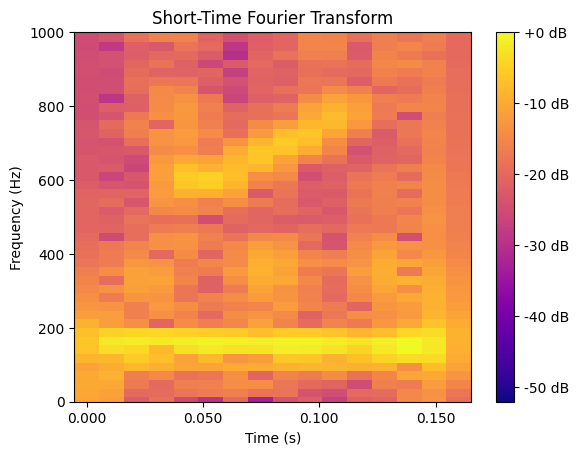 Short-Time Fourier Transform
1000
800
600
400
200
0
Frequency (Hz)
0.000
0.050
0.100
0.150
Time (s)
+0 dB
-10 dB
-20 dB
-30 dB
-40 dB
-50 dB